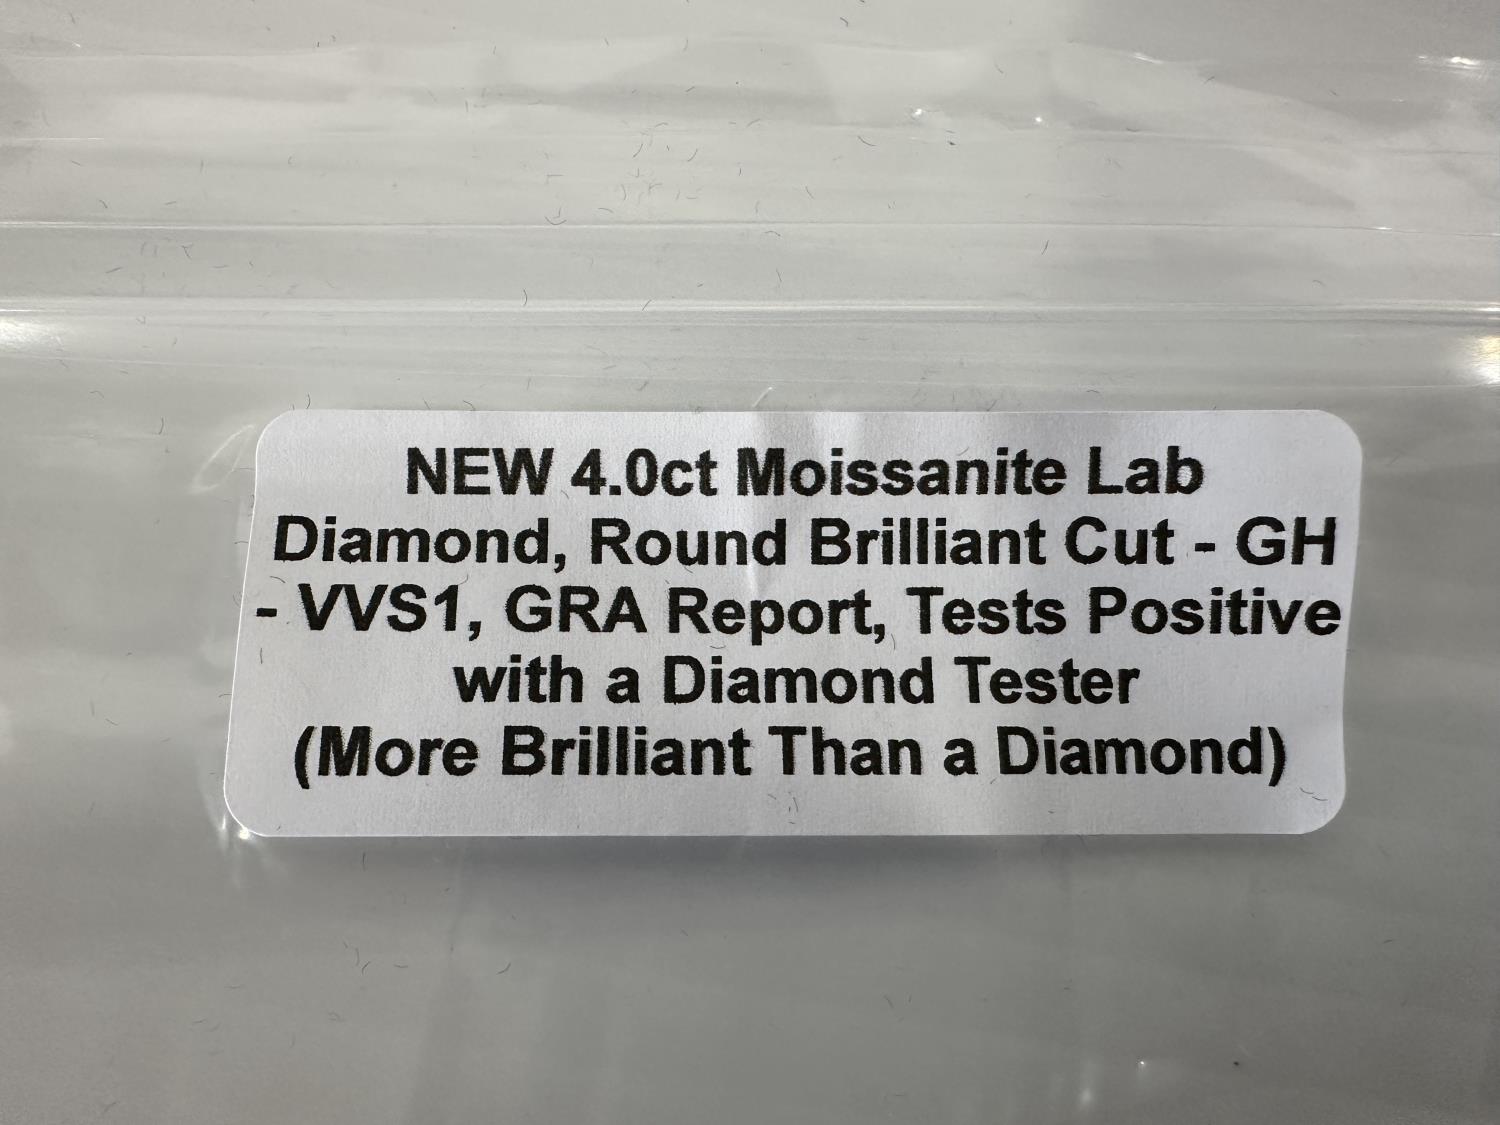 NEW 4.0ct Moissanite Lab
Diamond, Round Brilliant Cut - GH
- VVS1, GRA Report, Tests Positive
with a Diamond Tester
(More Brilliant Than a Diamond)